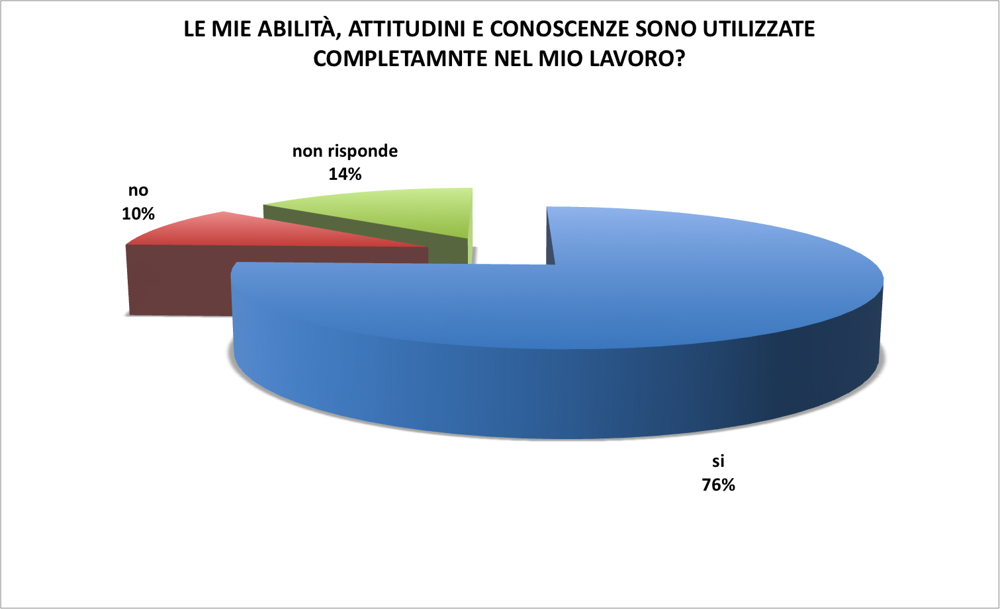 LE MIE ABILITÀ, ATTITUDINI E CONOSCENZE SONO UTILIZZATE
COMPLETAMNTE NEL MIO LAVORO?
non risponde
14%
no
10%
si
76%